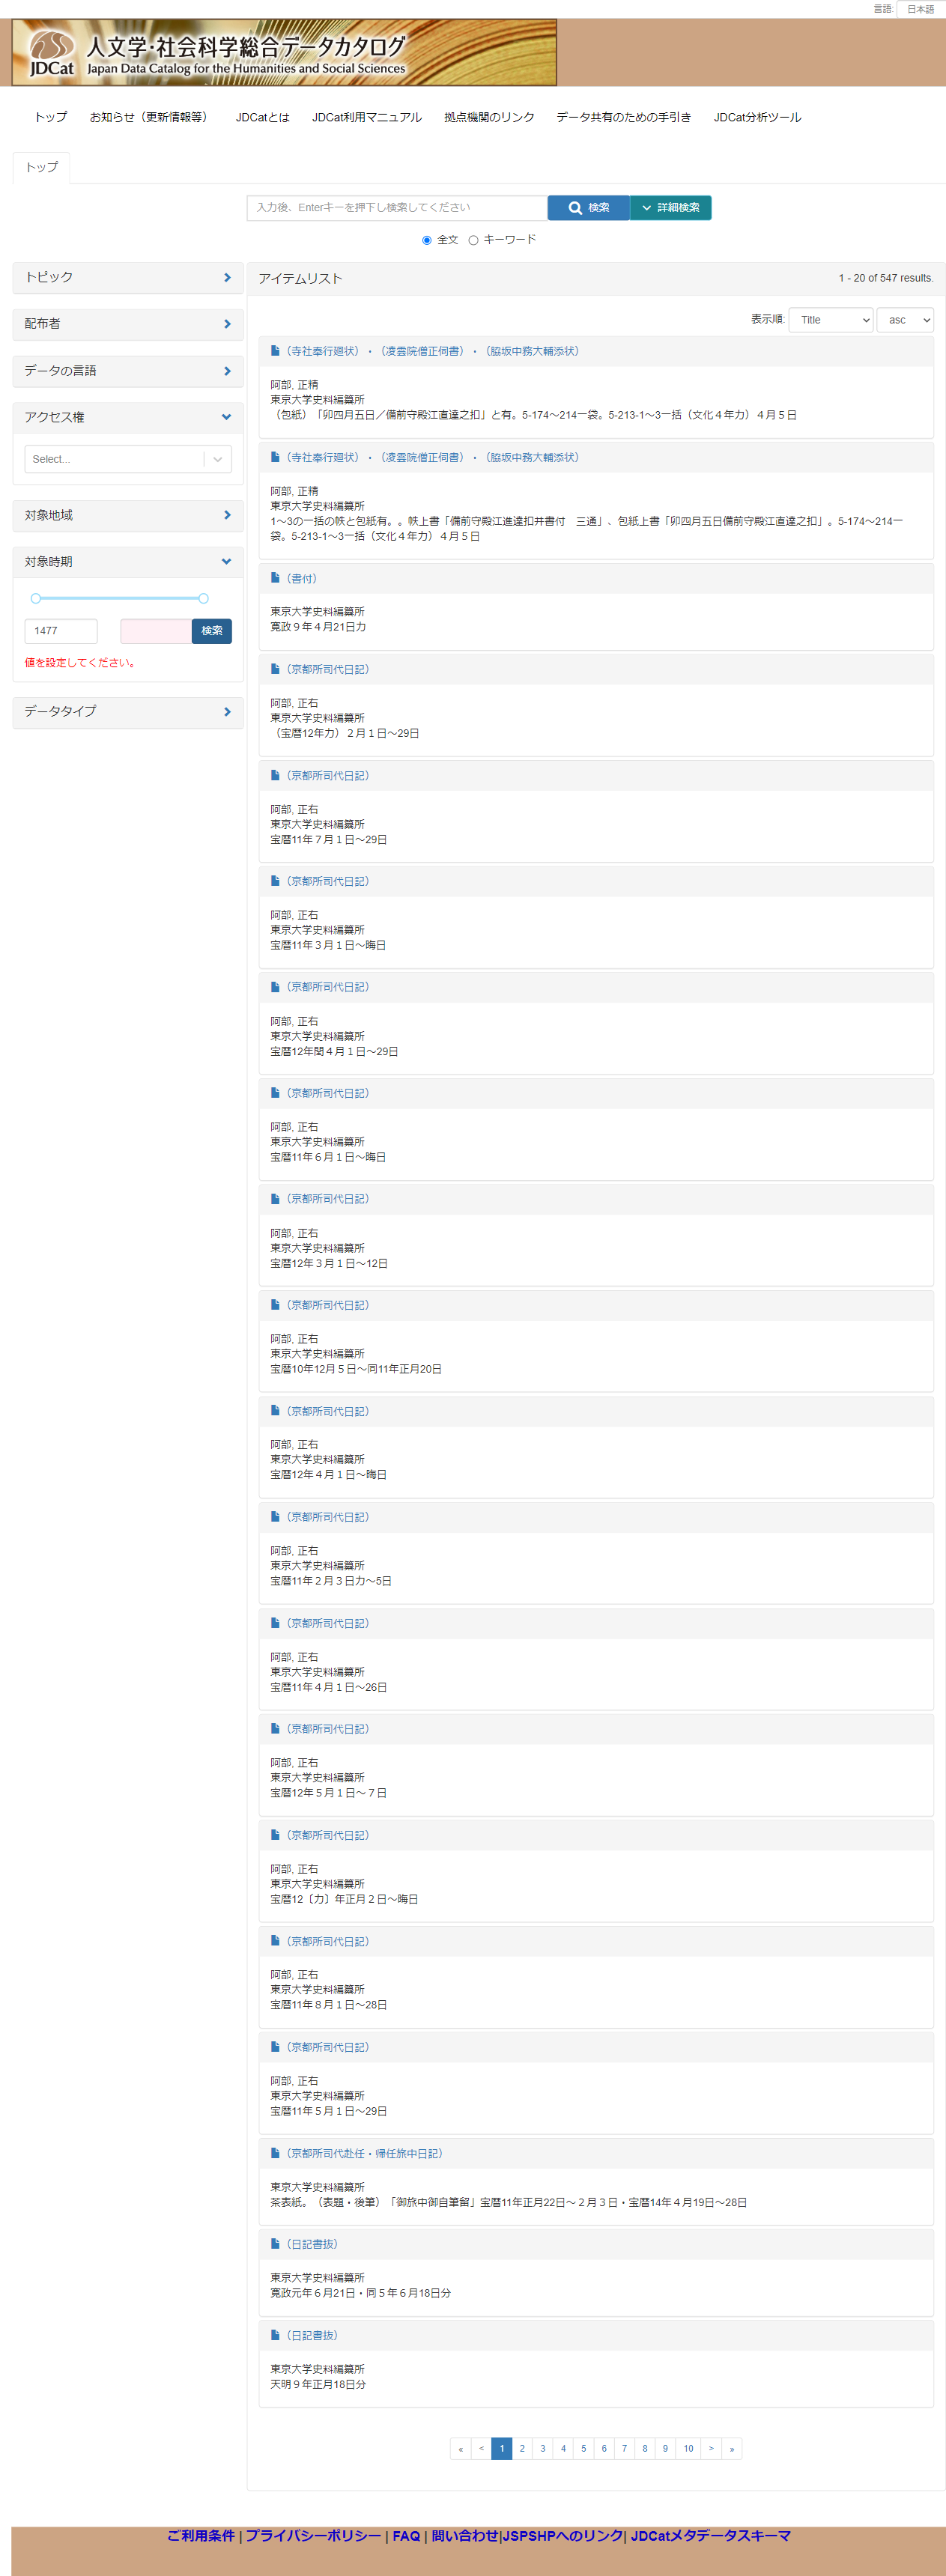 言語: 日本語
JDCat
人文学・社会科学総合データカタログ
Japan Data Catalog for the Humanities and Social Sciences
トップ お知らせ（更新情報等） JDCatとは JDCat利用マニュアル 拠点機関のリンク データ共有のための手引き JDCat分析ツール
トップ
入力後、Enterキーを押下し検索してください 検索 詳細検索
全文 キーワード
トピック
配布者
データの言語
アクセス権
Select...
対象地域
対象時期
1477 検索
値を設定してください。
データタイプ
アイテムリスト 1 - 20 of 547 results.
表示順: Title asc
（寺社奉行廻状）・（凌雲院僧正伺書）・（脇坂中務大輔添状）
阿部, 正精
東京大学史料編纂所
（包紙）「卯四月五日／備前守殿江直達之扣」と有。5-174～214一袋。5-213-1～3一括（文化４年カ）４月５日
（寺社奉行廻状）・（凌雲院僧正伺書）・（脇坂中務大輔添状）
阿部, 正精
東京大学史料編纂所
1～3の一括の帙と包紙有。。帙上書「備前守殿江進達扣幷書付　三通」、包紙上書「卯四月五日備前守殿江直達之扣」。5-174～214一
袋。5-213-1～3一括（文化４年カ）４月５日
（書付）
東京大学史料編纂所
寛政９年４月21日カ
（京都所司代日記）
阿部, 正右
東京大学史料編纂所
（宝暦12年カ）２月１日～29日
（京都所司代日記）
阿部, 正右
東京大学史料編纂所
宝暦11年７月１日～29日
（京都所司代日記）
阿部, 正右
東京大学史料編纂所
宝暦11年３月１日～晦日
（京都所司代日記）
阿部, 正右
東京大学史料編纂所
宝暦12年閏４月１日～29日
（京都所司代日記）
阿部, 正右
東京大学史料編纂所
宝暦11年６月１日～晦日
（京都所司代日記）
阿部, 正右
東京大学史料編纂所
宝暦12年３月１日～12日
（京都所司代日記）
阿部, 正右
東京大学史料編纂所
宝暦10年12月５日～同11年正月20日
（京都所司代日記）
阿部, 正右
東京大学史料編纂所
宝暦12年４月１日～晦日
（京都所司代日記）
阿部, 正右
東京大学史料編纂所
宝暦11年２月３日カ～5日
（京都所司代日記）
阿部, 正右
東京大学史料編纂所
宝暦11年４月１日～26日
（京都所司代日記）
阿部, 正右
東京大学史料編纂所
宝暦12年５月１日～７日
（京都所司代日記）
阿部, 正右
東京大学史料編纂所
宝暦12〔カ〕年正月２日～晦日
（京都所司代日記）
阿部, 正右
東京大学史料編纂所
宝暦11年８月１日～28日
（京都所司代日記）
阿部, 正右
東京大学史料編纂所
宝暦11年５月１日～29日
（京都所司代赴任・帰任旅中日記）
東京大学史料編纂所
茶表紙。（表題・後筆）「御旅中御自筆留」宝暦11年正月22日～２月３日・宝暦14年４月19日～28日
（日記書抜）
東京大学史料編纂所
寛政元年６月21日・同５年６月18日分
（日記書抜）
東京大学史料編纂所
天明９年正月18日分
« < 1 2 3 4 5 6 7 8 9 10 > »
ご利用条件 | プライバシーポリシー | FAQ | 問い合わせ|JSPSHPへのリンク| JDCatメタデータスキーマ